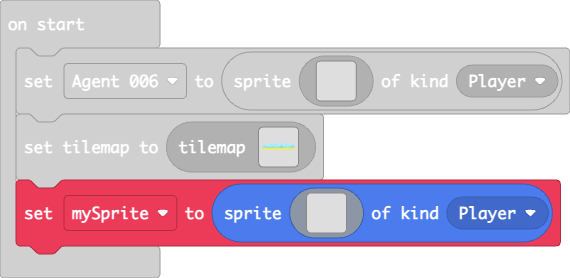 on start
set Agent 006 to sprite of kind Player
set tilemap to tilemap
set mySprite to sprite of kind Player